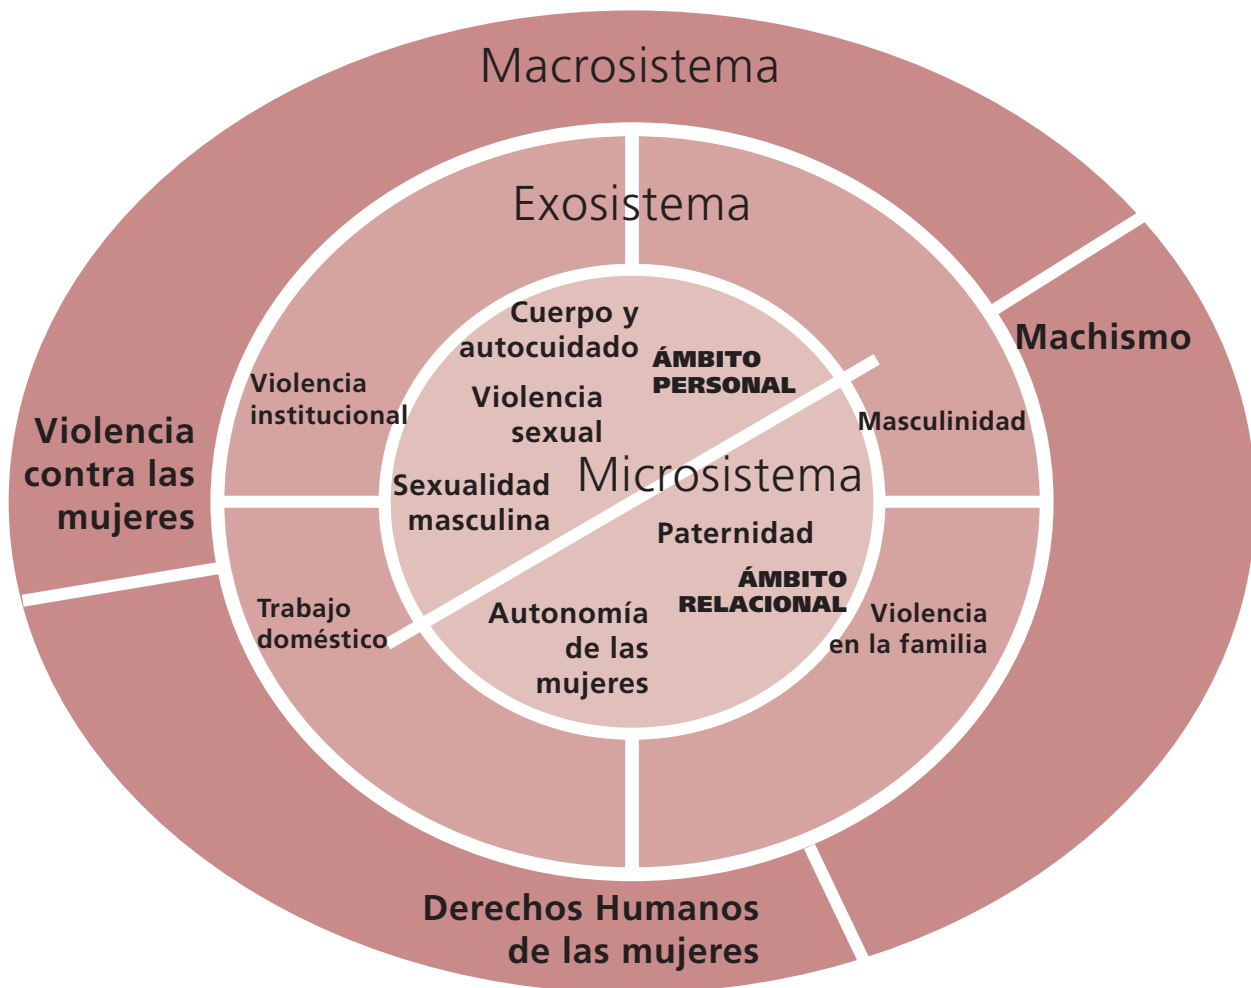 Macrosistema
Exosistema
Cuerpo y
autocuidado
ÁMBITO
PERSONAL
Machismo
Violencia
institucional
Violencia
sexual
Masculinidad
Violencia
contra las
mujeres
Sexualidad
masculina
Microsistema
Paternidad
ÁMBITO
RELACIONAL
Trabajo
doméstico
Autonomía
de las
mujeres
Violencia
en la familia
Derechos Humanos
de las mujeres